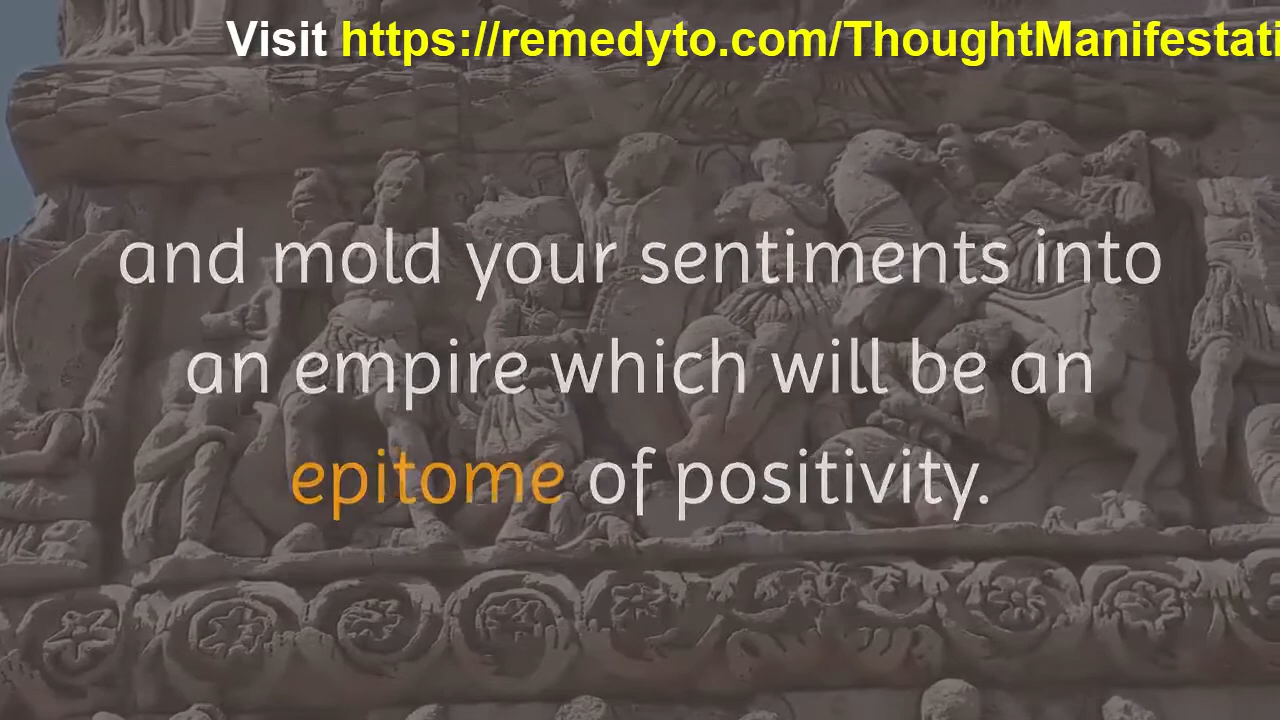 Visit https://remedyto.com/ThoughtManifestati
and mold your sentiments into
an empire which will be an
epitome of positivity.